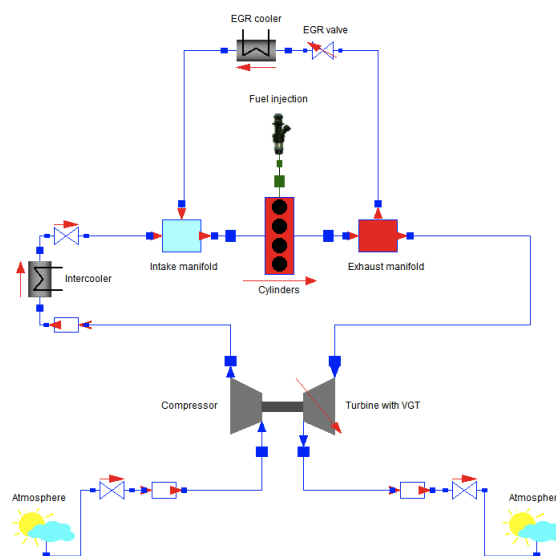 EGR cooler
EGR valve
Fuel injection
Intake manifold
Exhaust manifold
Intercooler
Cylinders
Compressor
Turbine with VGT
Atmosphere
Atmosphere